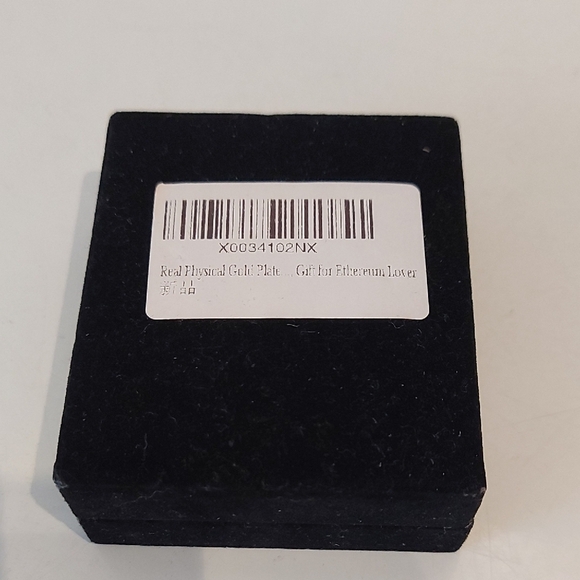 X0034102NX
Real Physical Gold Plate ... Gift for Ethereum Lover
新品